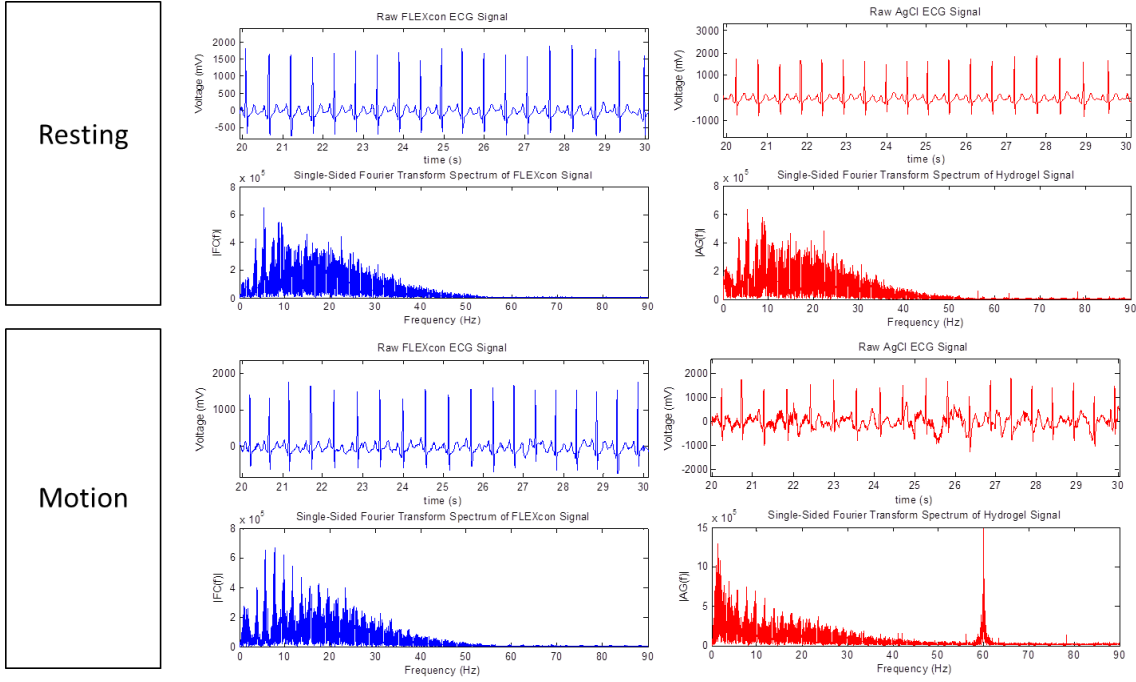 Resting
Raw FLEXcon ECG Signal
Voltage (mV)
2000
1500
1000
500
0
-500
20 21 22 23 24 25 26 27 28 29 30
time (s)
Single-Sided Fourier Transform Spectrum of FLEXcon Signal
x 10^5
|FC(f)|
8
6
4
2
0
0 10 20 30 40 50 60 70 80 90
Frequency (Hz)
Raw AgCl ECG Signal
Voltage (mV)
3000
2000
1000
0
-1000
20 21 22 23 24 25 26 27 28 29 30
time (s)
Single-Sided Fourier Transform Spectrum of Hydrogel Signal
x 10^5
|AG(f)|
8
6
4
2
0
0 10 20 30 40 50 60 70 80 90
Frequency (Hz)
Motion
Raw FLEXcon ECG Signal
Voltage (mV)
2000
1000
0
20 21 22 23 24 25 26 27 28 29 30
time (s)
Single-Sided Fourier Transform Spectrum of FLEXcon Signal
x 10^5
|FC(f)|
8
6
4
2
0
0 10 20 30 40 50 60 70 80 90
Frequency (Hz)
Raw AgCl ECG Signal
Voltage (mV)
2000
1000
0
-1000
-2000
20 21 22 23 24 25 26 27 28 29 30
time (s)
Single-Sided Fourier Transform Spectrum of Hydrogel Signal
x 10^5
|AG(f)|
15
10
5
0
0 10 20 30 40 50 60 70 80 90
Frequency (Hz)